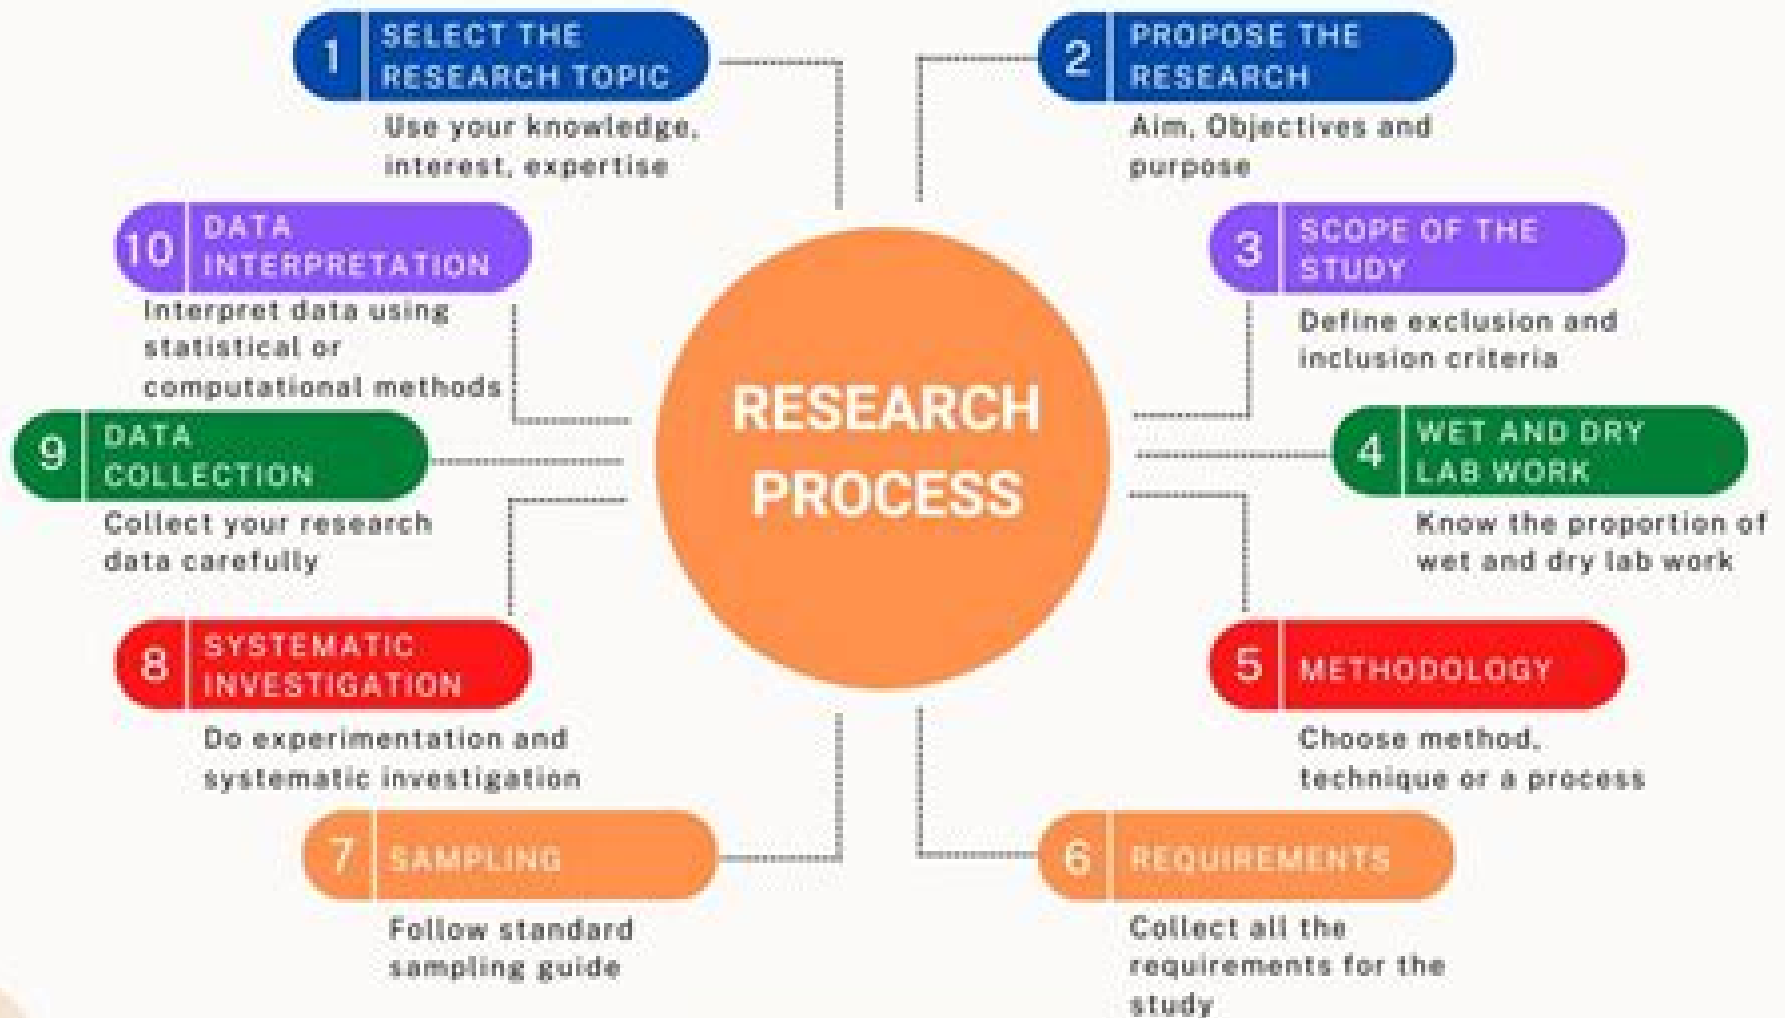 1
SELECT THE
RESEARCH TOPIC
Use your knowledge,
interest, expertise
2
PROPOSE THE
RESEARCH
Aim, Objectives and
purpose
3
SCOPE OF THE
STUDY
Define exclusion and
inclusion criteria
4
WET AND DRY
LAB WORK
Know the proportion of
wet and dry lab work
5
METHODOLOGY
Choose method,
technique or a process
6
REQUIREMENTS
Collect all the
requirements for the
study
7
SAMPLING
Follow standard
sampling guide
8
SYSTEMATIC
INVESTIGATION
Do experimentation and
systematic investigation
9
DATA
COLLECTION
Collect your research
data carefully
10
DATA
INTERPRETATION
Interpret data using
statistical or
computational methods
RESEARCH
PROCESS